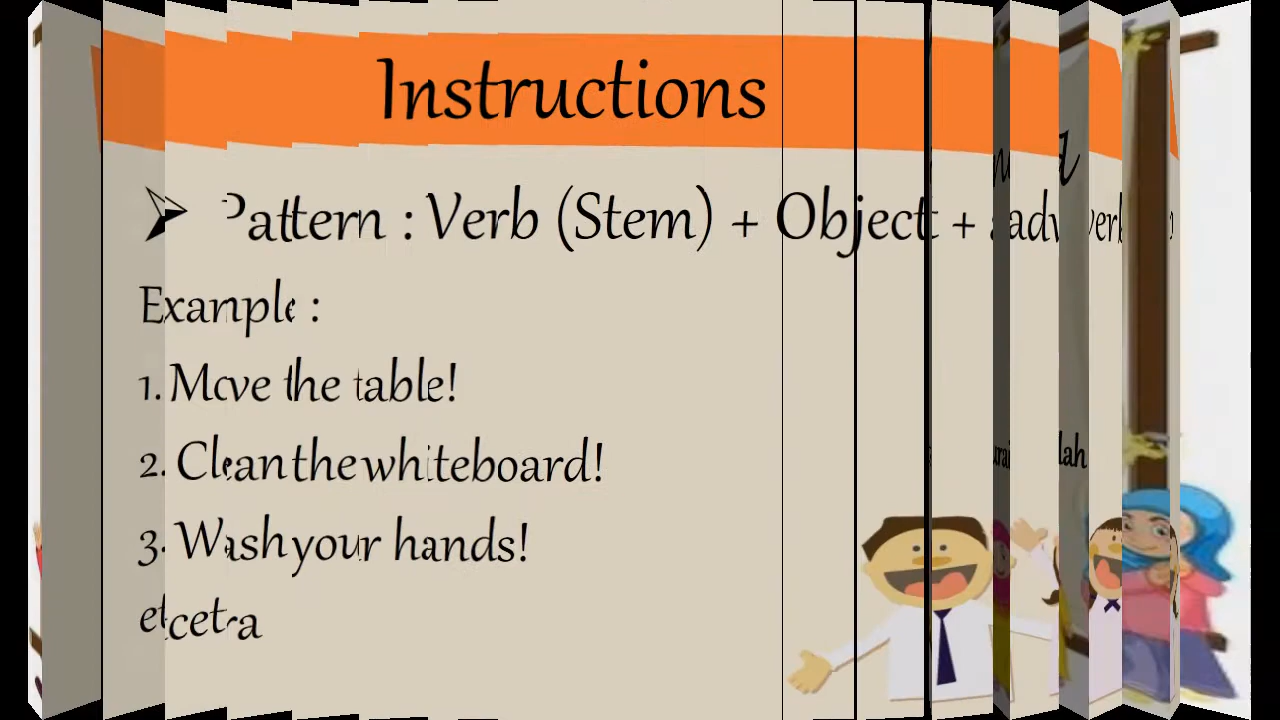 Instructions
➢ Pattern : Verb (Stem) + Object + adverb
Example :
1. Move the table!
2. Clean the whiteboard!
3. Wash your hands!
etcetra